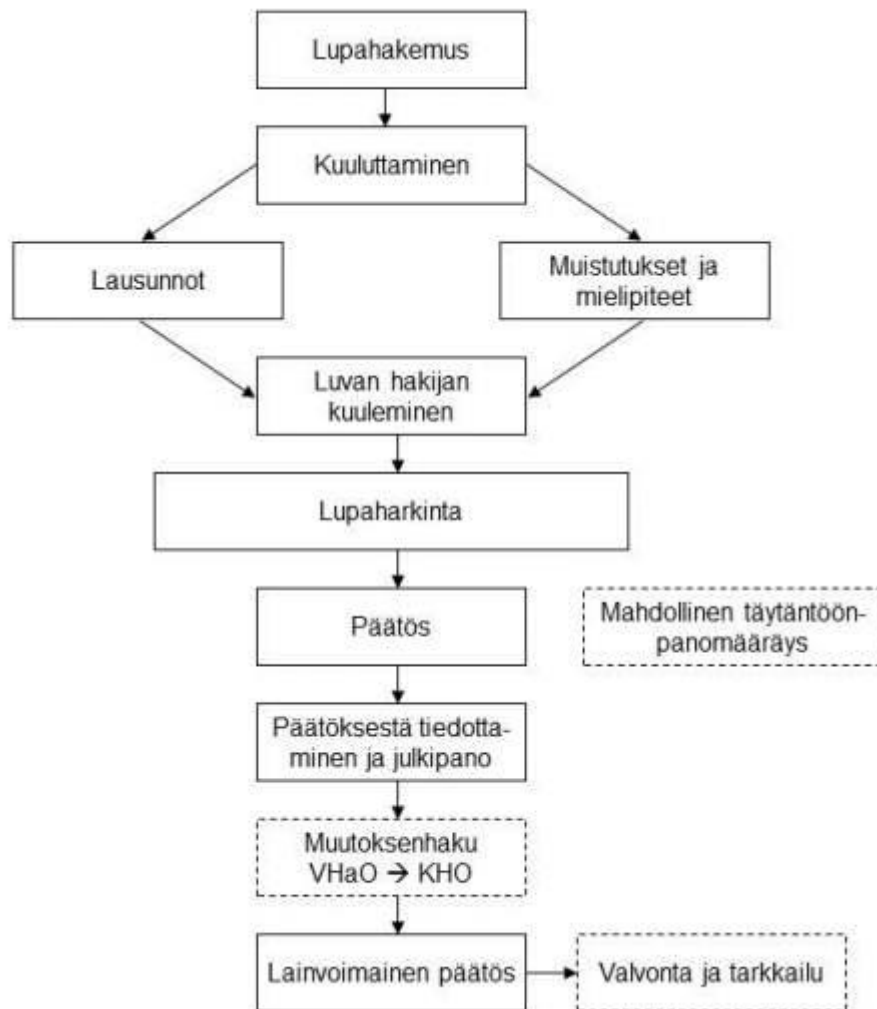 Lupahakemus
Kuuluttaminen
Lausunnot
Muistutukset ja
mielipiteet
Luvan hakijan
kuuleminen
Lupaharkinta
Päätös
Mahdollinen täytäntöön-
panomääräys
Päätöksestä tiedotta-
minen ja julkipano
Muutoksenhaku
VHaO → KHO
Lainvoimainen päätös
Valvonta ja tarkkailu